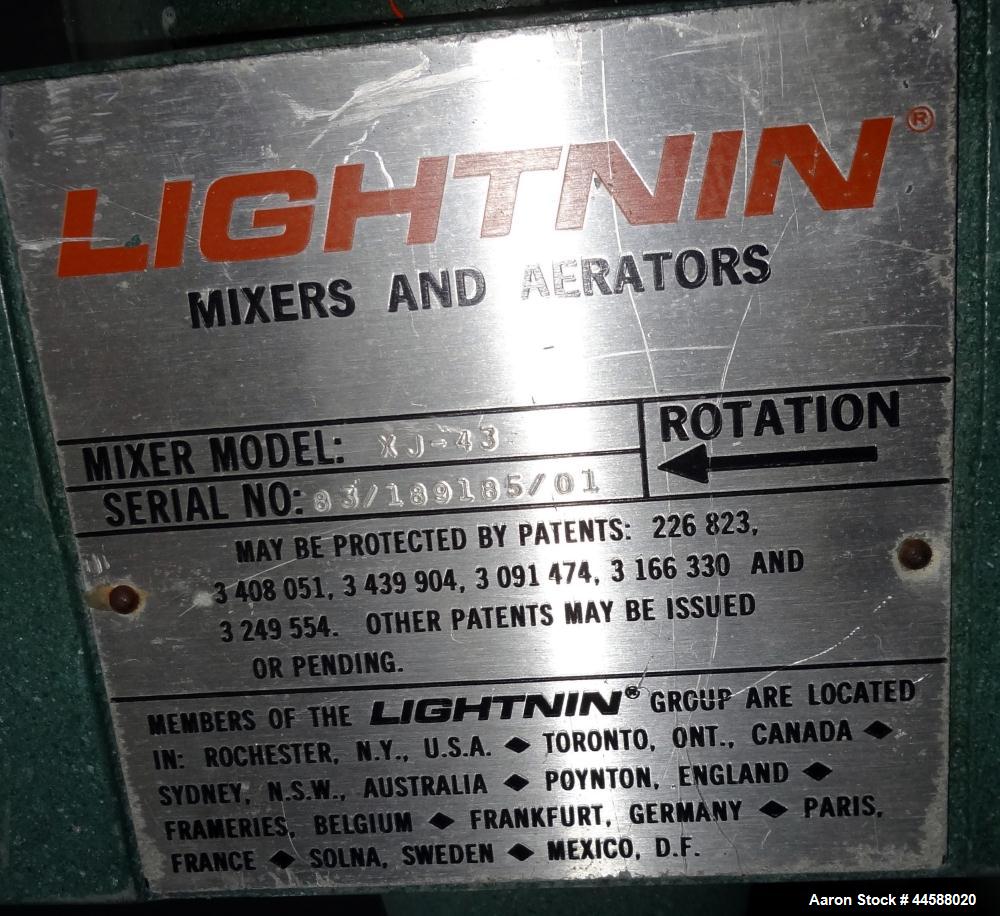 LIGHTNIN®
MIXERS AND AERATORS
MIXER MODEL: XJ-43
SERIAL NO: 83/189185/01
ROTATION
MAY BE PROTECTED BY PATENTS: 226 823,
3 408 051, 3 439 904, 3 091 474, 3 166 330 AND
3 249 554. OTHER PATENTS MAY BE ISSUED
OR PENDING.
MEMBERS OF THE LIGHTNIN® GROUP ARE LOCATED
IN: ROCHESTER, N.Y., U.S.A. ◆ TORONTO, ONT., CANADA ◆
SYDNEY, N.S.W., AUSTRALIA ◆ POYNTON, ENGLAND ◆
FRAMERIES, BELGIUM ◆ FRANKFURT, GERMANY ◆ PARIS,
FRANCE ◆ SOLNA, SWEDEN ◆ MEXICO, D.F.
Aaron Stock # 44588020